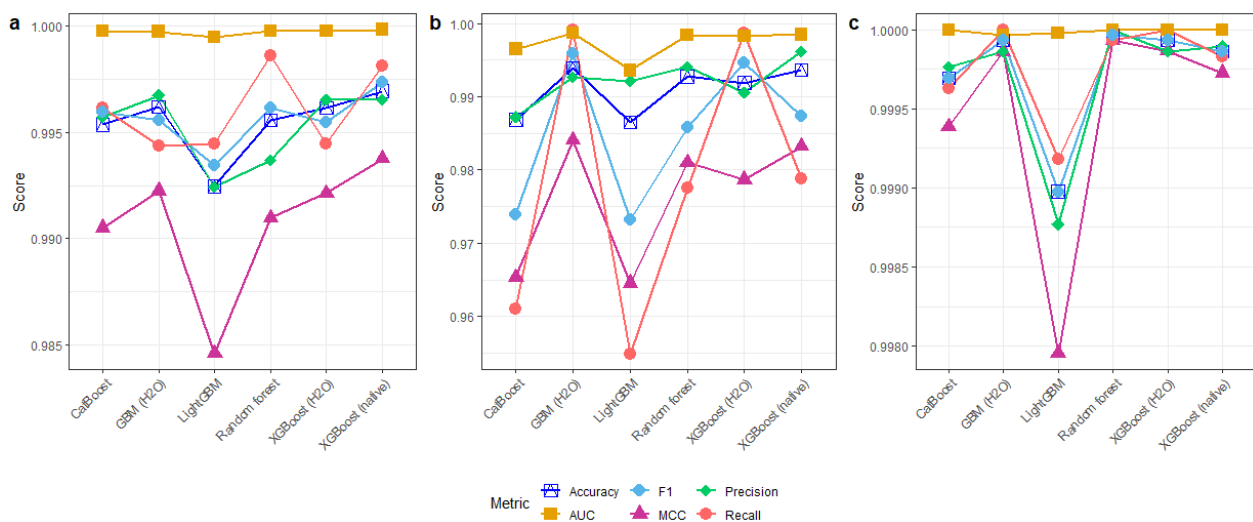 a
Score
1.000
0.995
0.990
0.985
CatBoost
GBM (H2O)
LightGBM
Random forest
XGBoost (H2O)
XGBoost (native)
b
Score
1.00
0.99
0.98
0.97
0.96
CatBoost
GBM (H2O)
LightGBM
Random forest
XGBoost (H2O)
XGBoost (native)
c
Score
1.0000
0.9995
0.9990
0.9985
0.9980
CatBoost
GBM (H2O)
LightGBM
Random forest
XGBoost (H2O)
XGBoost (native)
Metric
Accuracy F1 Precision
AUC MCC Recall